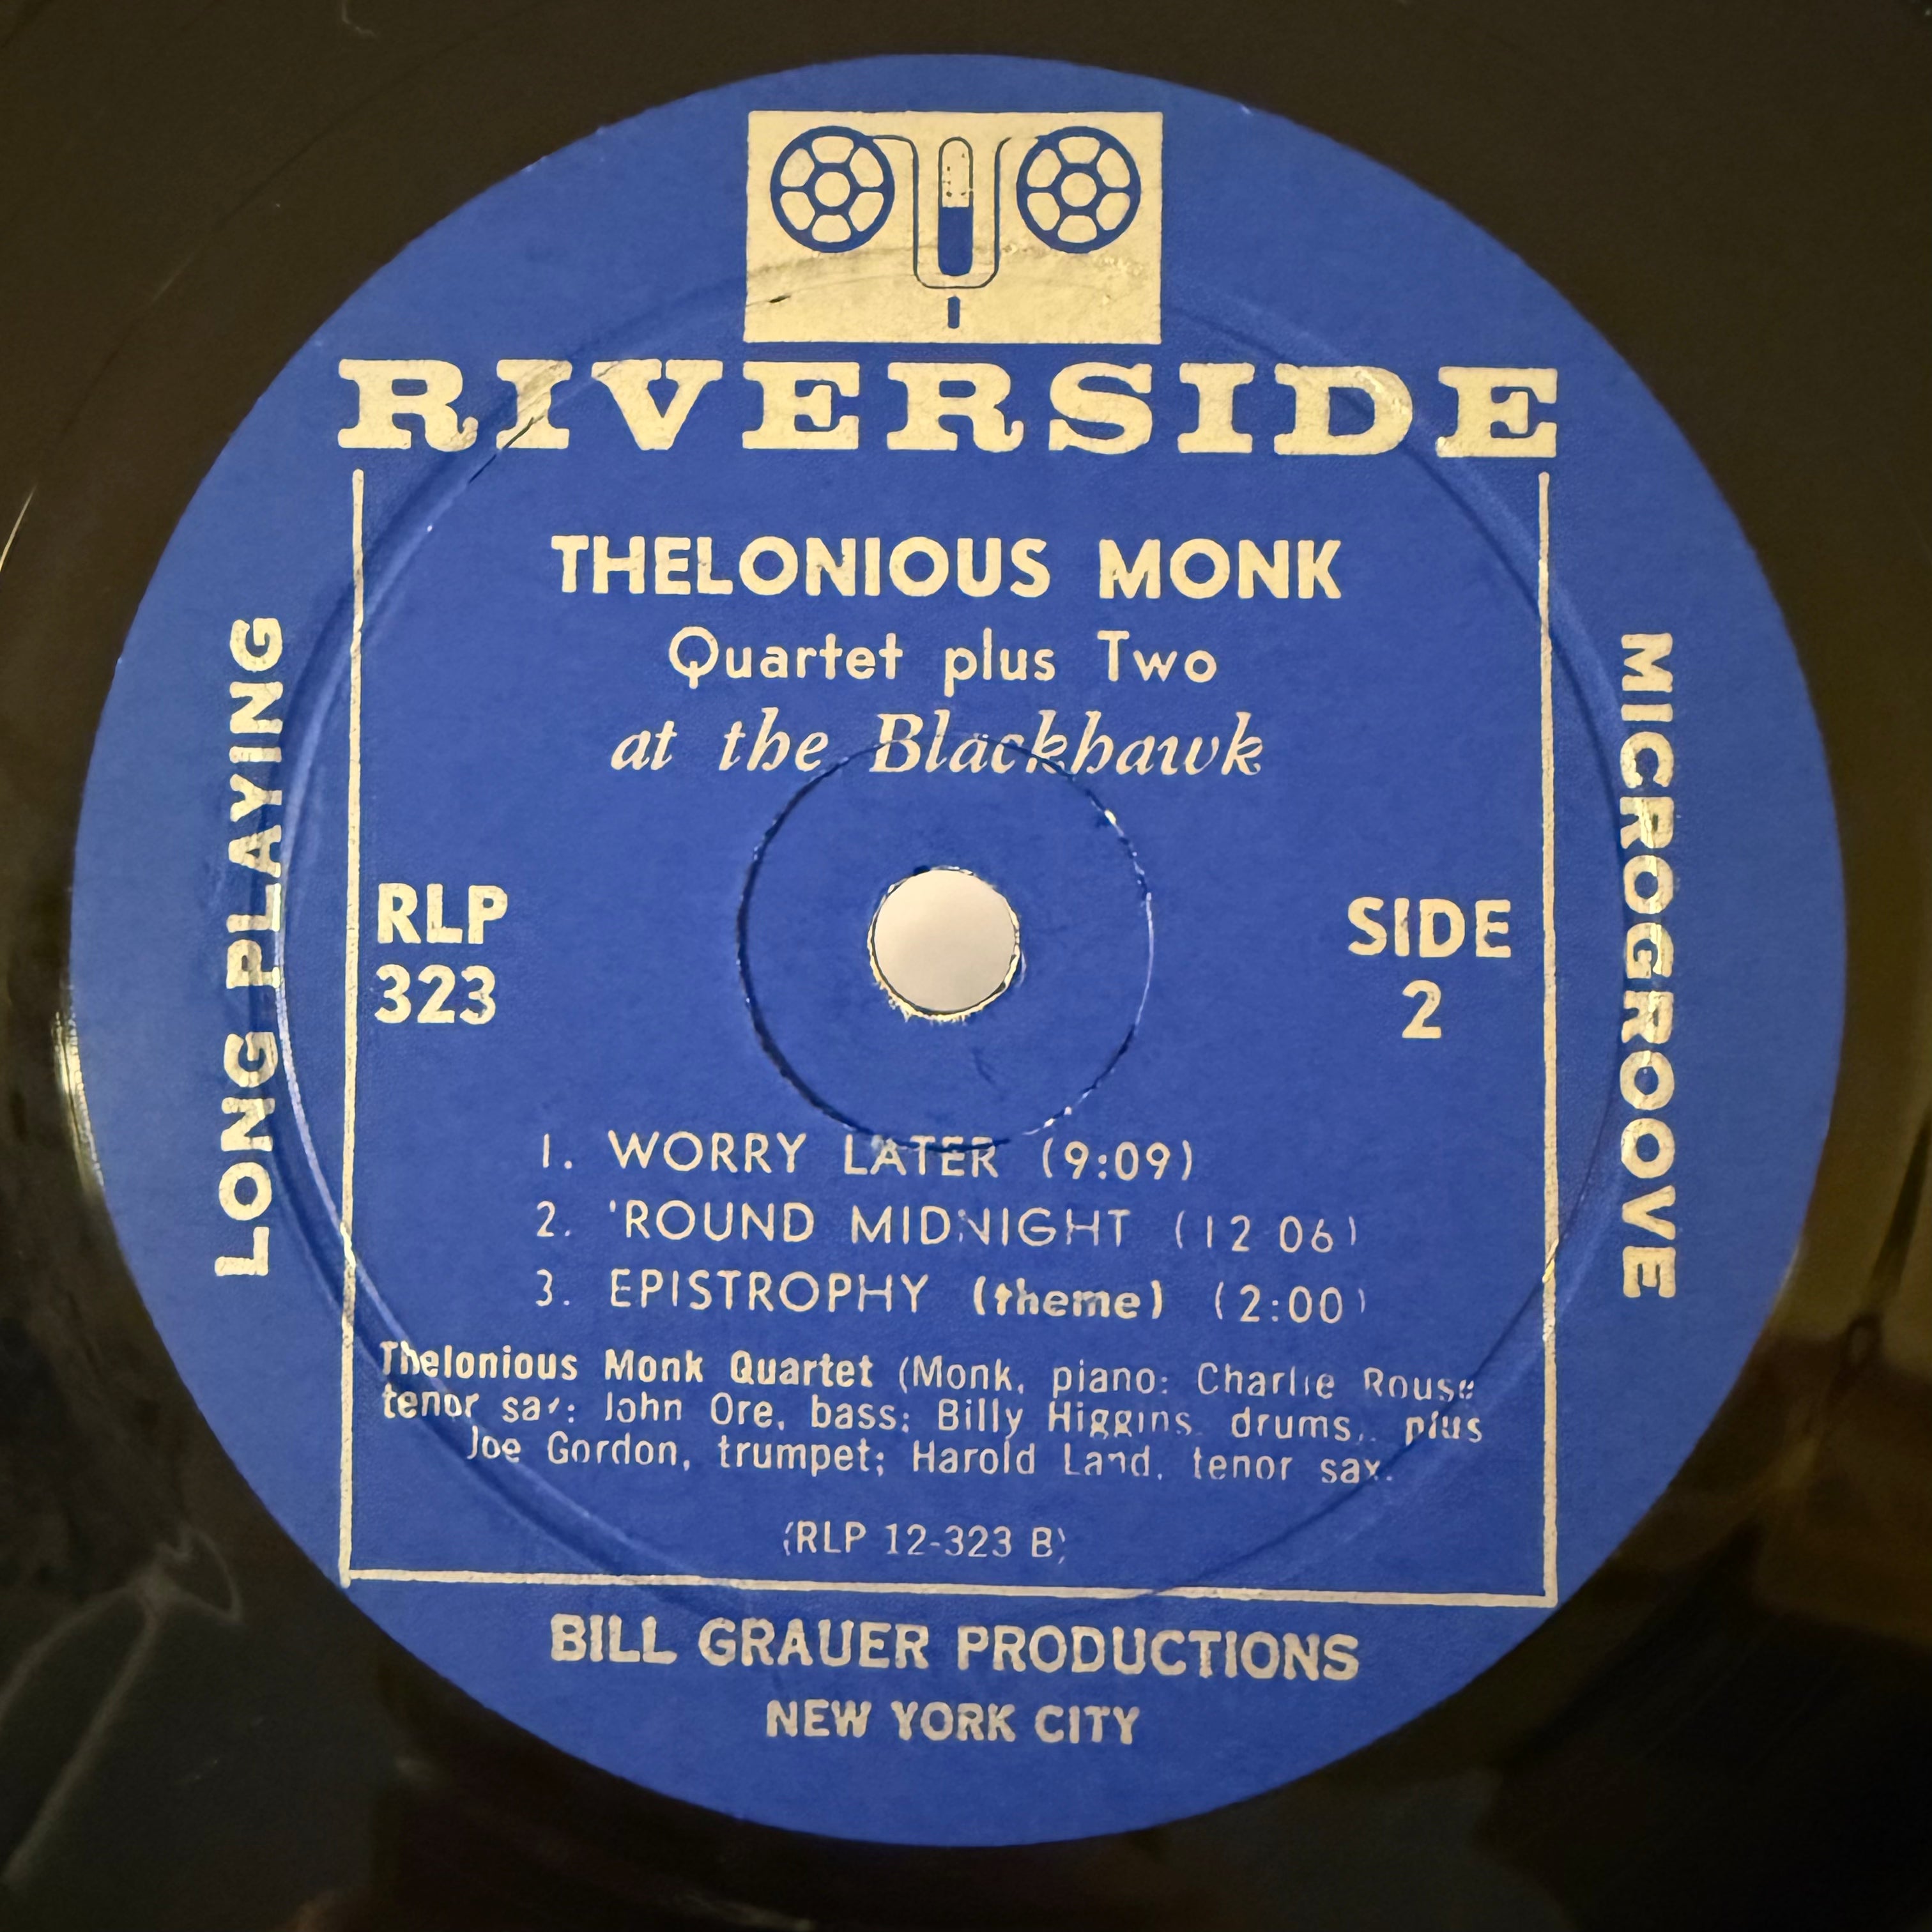 RIVERSIDE
THELONIOUS MONK
Quartet plus Two
at the Blackhawk
LONG PLAYING
MICROGROOVE
RLP
323
SIDE
2
1. WORRY LATER (9:09)
2. 'ROUND MIDNIGHT (12 06)
3. EPISTROPHY (theme) (2:00)
Thelonious Monk Quartet (Monk, piano; Charlie Rouse
tenor sax; John Ore, bass; Billy Higgins, drums, plus
Joe Gordon, trumpet; Harold Land, tenor sax.
(RLP 12-323 B)
BILL GRAUER PRODUCTIONS
NEW YORK CITY